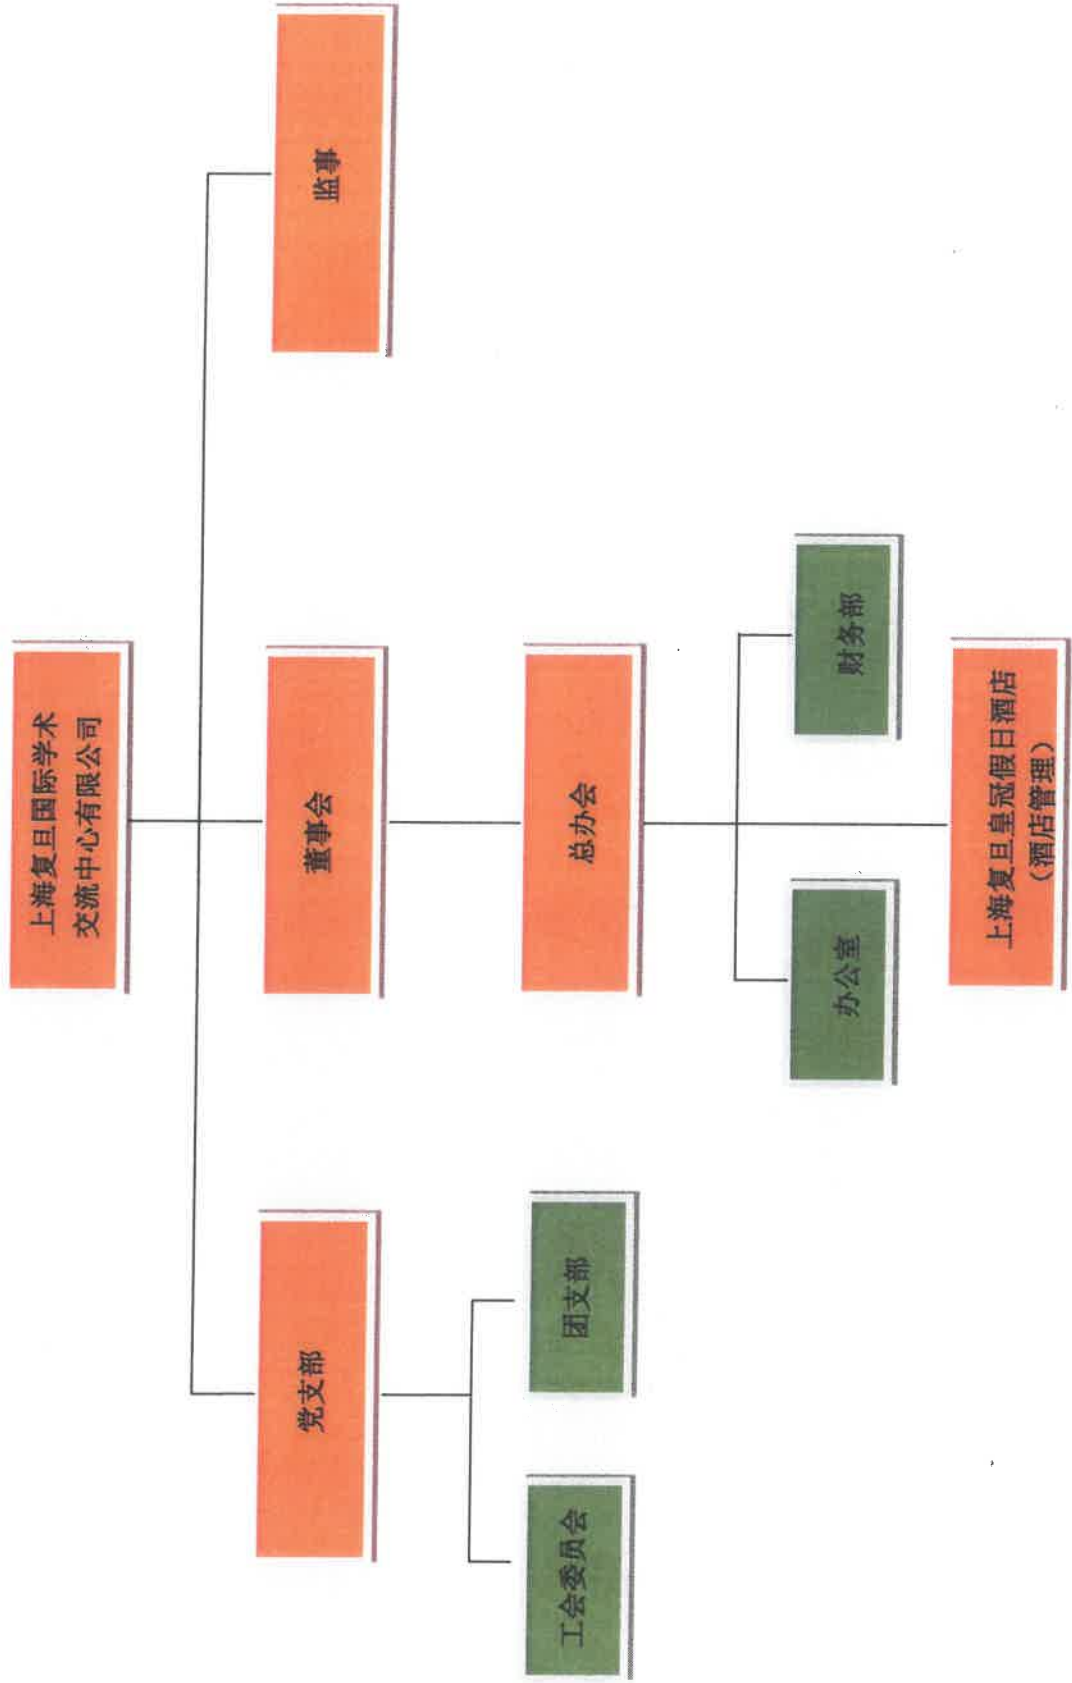 上海复旦国际学术
交流中心有限公司
党支部
董事会
监事
工会委员会
团支部
总办会
办公室
财务部
上海复旦皇冠假日酒店
（酒店管理）